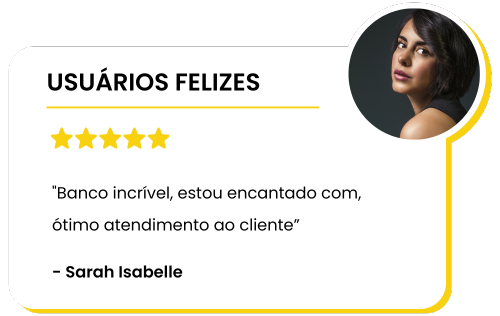 USUÁRIOS FELIZES
"Banco incrível, estou encantado com,
ótimo atendimento ao cliente”
- Sarah Isabelle